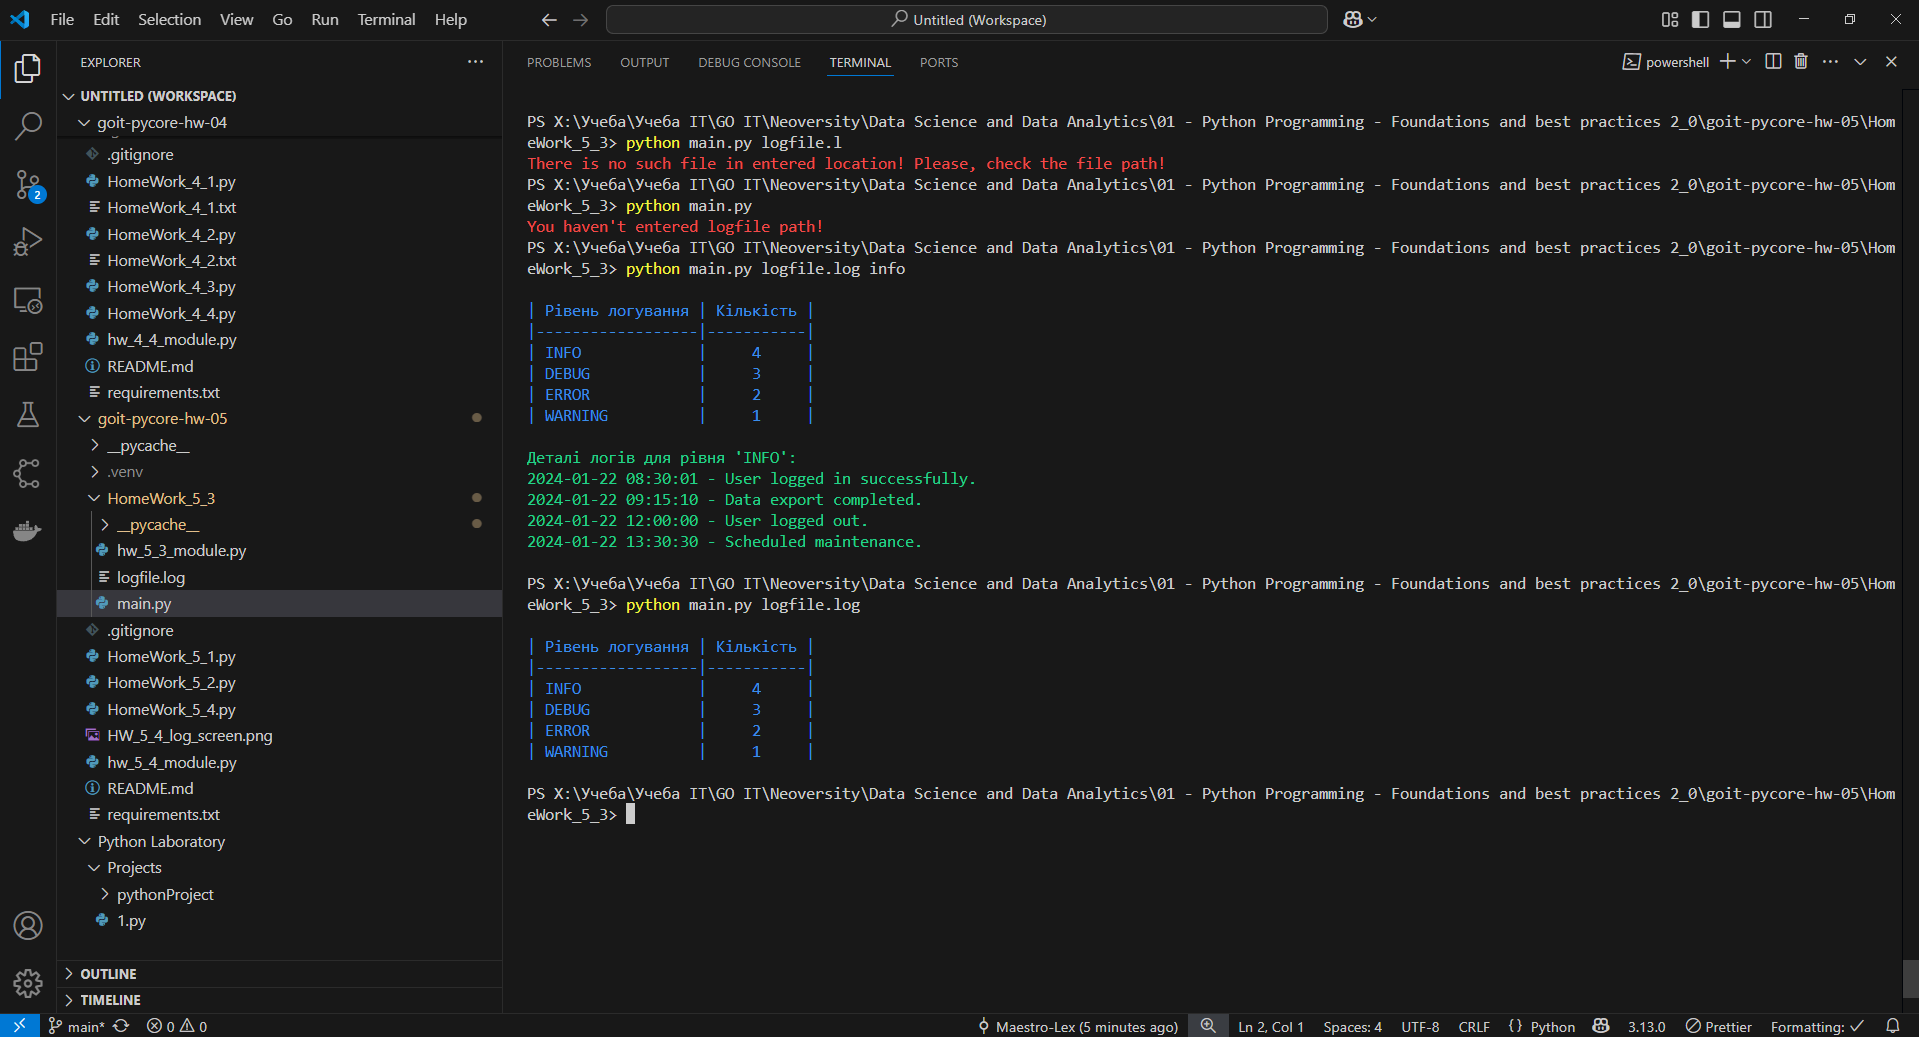 File Edit Selection View Go Run Terminal Help
Untitled (Workspace)
EXPLORER
UNTITLED (WORKSPACE)
goit-pycore-hw-04
.gitignore
HomeWork_4_1.py
HomeWork_4_1.txt
HomeWork_4_2.py
HomeWork_4_2.txt
HomeWork_4_3.py
HomeWork_4_4.py
hw_4_4_module.py
README.md
requirements.txt
goit-pycore-hw-05
__pycache__
.venv
HomeWork_5_3
__pycache__
hw_5_3_module.py
logfile.log
main.py
.gitignore
HomeWork_5_1.py
HomeWork_5_2.py
HomeWork_5_4.py
HW_5_4_log_screen.png
hw_5_4_module.py
README.md
requirements.txt
Python Laboratory
Projects
pythonProject
1.py
OUTLINE
TIMELINE
2
PROBLEMS OUTPUT DEBUG CONSOLE TERMINAL PORTS
powershell
PS X:\Учеба\Учеба IT\GO IT\Neoversity\Data Science and Data Analytics\01 - Python Programming - Foundations and best practices 2_0\goit-pycore-hw-05\Hom
eWork_5_3> python main.py logfile.l
There is no such file in entered location! Please, check the file path!
PS X:\Учеба\Учеба IT\GO IT\Neoversity\Data Science and Data Analytics\01 - Python Programming - Foundations and best practices 2_0\goit-pycore-hw-05\Hom
eWork_5_3> python main.py
You haven't entered logfile path!
PS X:\Учеба\Учеба IT\GO IT\Neoversity\Data Science and Data Analytics\01 - Python Programming - Foundations and best practices 2_0\goit-pycore-hw-05\Hom
eWork_5_3> python main.py logfile.log info
| Рівень логування | Кількість |
|------------------|-----------|
| INFO | 4 |
| DEBUG | 3 |
| ERROR | 2 |
| WARNING | 1 |
Деталі логів для рівня 'INFO':
2024-01-22 08:30:01 - User logged in successfully.
2024-01-22 09:15:10 - Data export completed.
2024-01-22 12:00:00 - User logged out.
2024-01-22 13:30:30 - Scheduled maintenance.
PS X:\Учеба\Учеба IT\GO IT\Neoversity\Data Science and Data Analytics\01 - Python Programming - Foundations and best practices 2_0\goit-pycore-hw-05\Hom
eWork_5_3> python main.py logfile.log
| Рівень логування | Кількість |
|------------------|-----------|
| INFO | 4 |
| DEBUG | 3 |
| ERROR | 2 |
| WARNING | 1 |
PS X:\Учеба\Учеба IT\GO IT\Neoversity\Data Science and Data Analytics\01 - Python Programming - Foundations and best practices 2_0\goit-pycore-hw-05\Hom
eWork_5_3>
main* 0 0 Maestro-Lex (5 minutes ago) Ln 2, Col 1 Spaces: 4 UTF-8 CRLF {} Python 3.13.0 Prettier Formatting: ✓